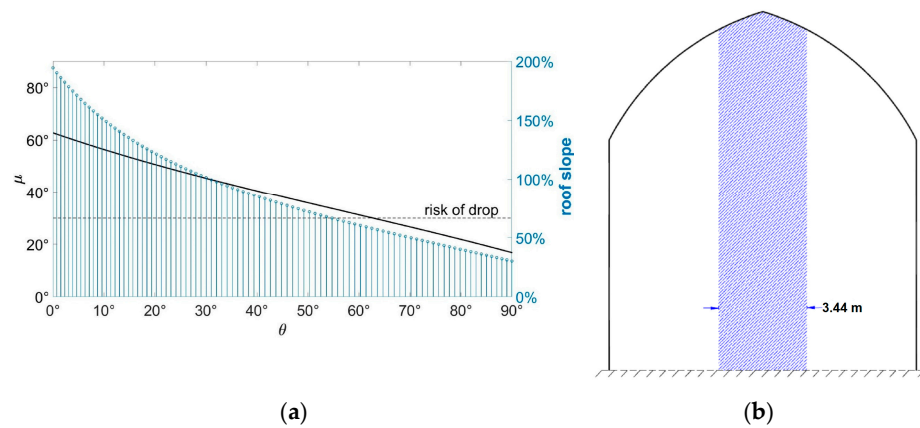 200%
80°
150%
60°
μ
40°
100%
roof slope
risk of drop
50%
20°
0°
0%
0° 10° 20° 30° 40° 50° 60° 70° 80° 90°
θ
3.44 m
(a) (b)